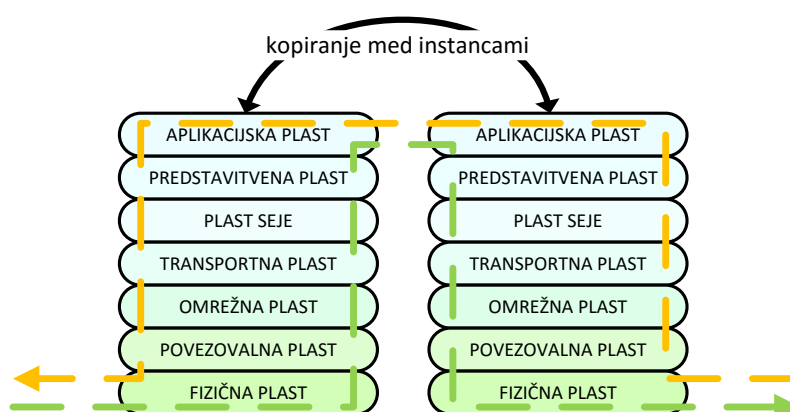 kopiranje med instancami
APLIKACIJSKA PLAST
PREDSTAVITVENA PLAST
PLAST SEJE
TRANSPORTNA PLAST
OMREŽNA PLAST
POVEZOVALNA PLAST
FIZIČNA PLAST
APLIKACIJSKA PLAST
PREDSTAVITVENA PLAST
PLAST SEJE
TRANSPORTNA PLAST
OMREŽNA PLAST
POVEZOVALNA PLAST
FIZIČNA PLAST